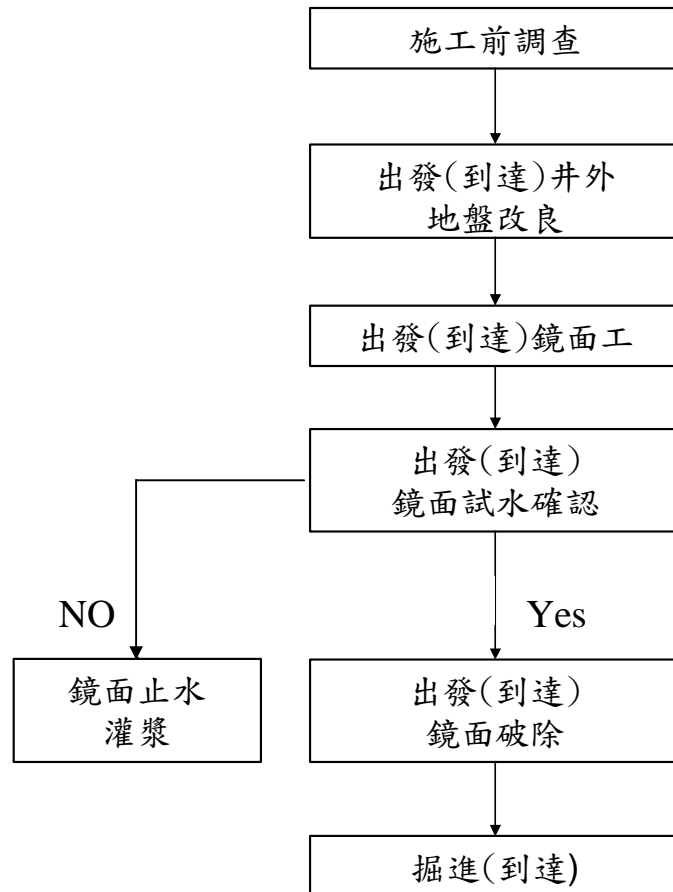 施工前調查
出發(到達)井外
地盤改良
出發(到達)鏡面工
出發(到達)
鏡面試水確認
NO
Yes
鏡面止水
灌漿
出發(到達)
鏡面破除
掘進(到達)